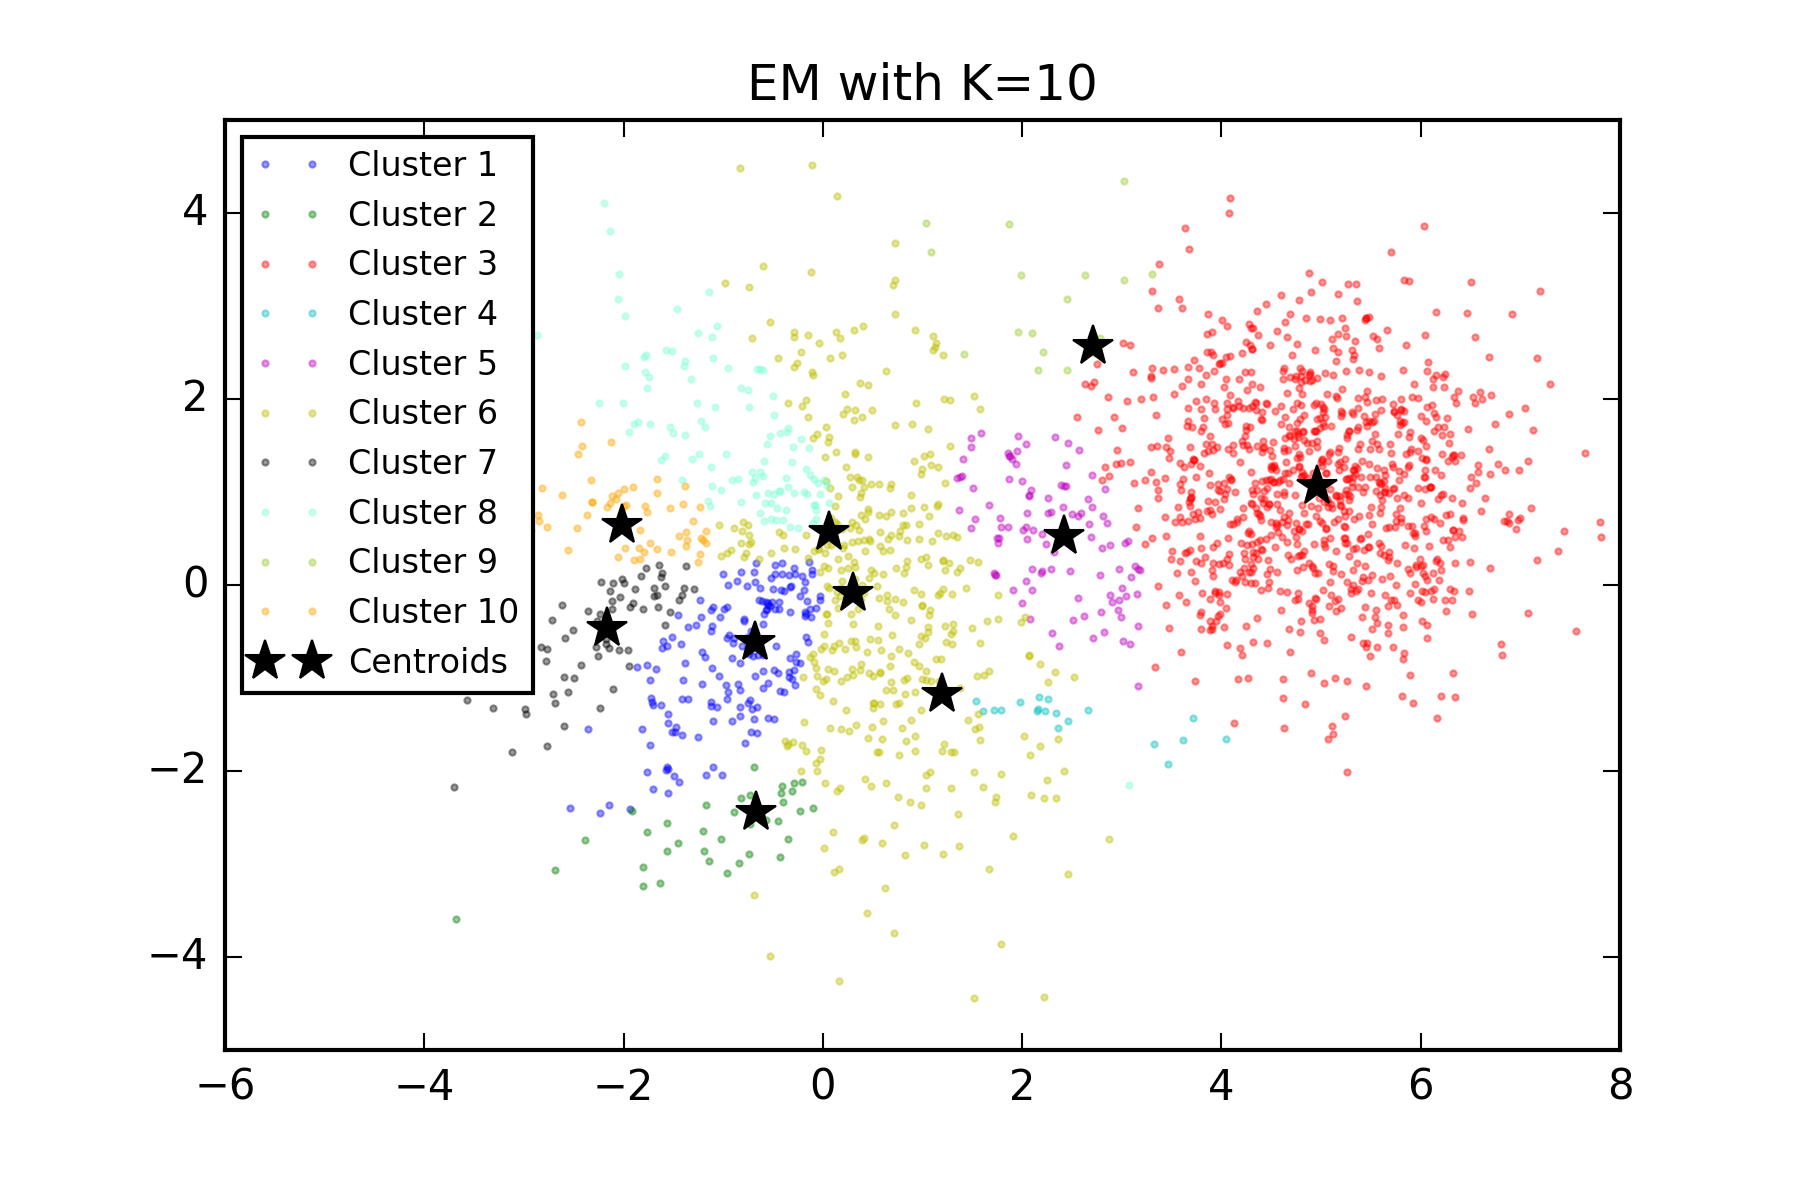 EM with K=10
Cluster 1
Cluster 2
Cluster 3
Cluster 4
Cluster 5
Cluster 6
Cluster 7
Cluster 8
Cluster 9
Cluster 10
Centroids
4
2
0
−2
−4
−6 −4 −2 0 2 4 6 8